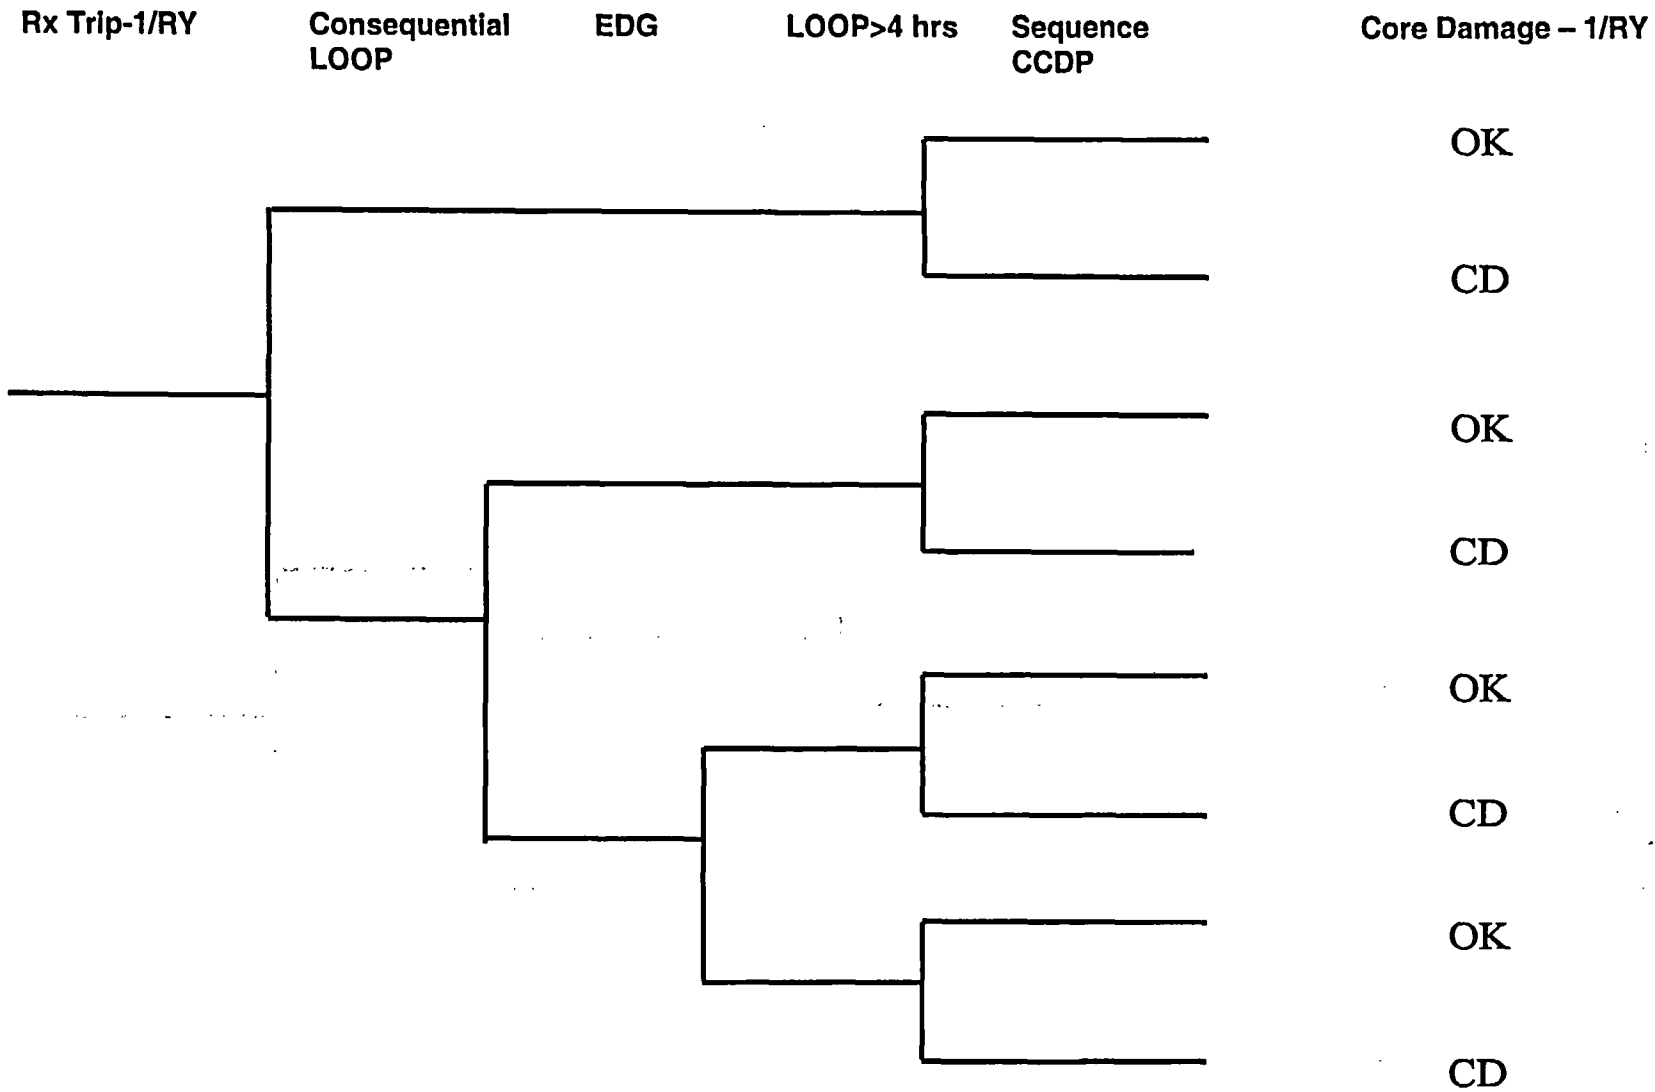 Rx Trip-1/RY
Consequential
LOOP
EDG
LOOP>4 hrs
Sequence
CCDP
Core Damage – 1/RY
OK
CD
OK
CD
OK
CD
OK
CD